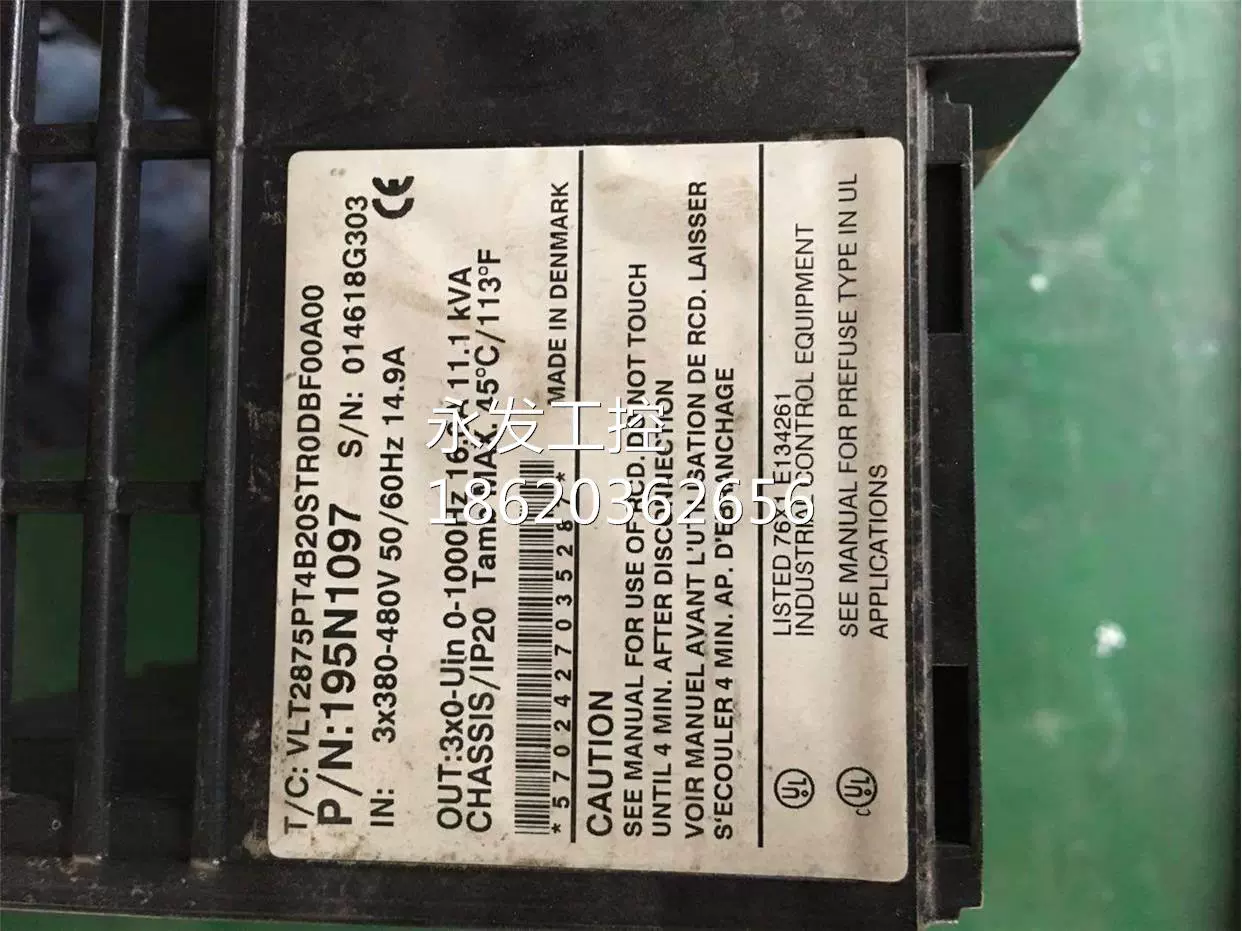 T/C: VLT2875PT4B20STR0DBF00A00
P/N:195N1097 S/N: 014618G303
IN: 3x380-480V 50/60Hz 14.9A
CE
OUT:3x0-Uin 0-1000Hz 11.1 kVA
CHASSIS/IP20 Tamb MAX. 45°C/113°F
MADE IN DENMARK
CAUTION
SEE MANUAL FOR USE OF RCD. DO NOT TOUCH
UNTIL 4 MIN. AFTER DISCONNECTION
VOIR MANUEL AVANT L'UTILISATION DE RCD. LAISSER
S'ECOULER 4 MIN. AP. D'EBRANCHAGE
UL
LISTED 76X1 E134261
INDUSTRIAL CONTROL EQUIPMENT
c UL
SEE MANUAL FOR PREFUSE TYPE IN UL
APPLICATIONS
永发工控
18620362656